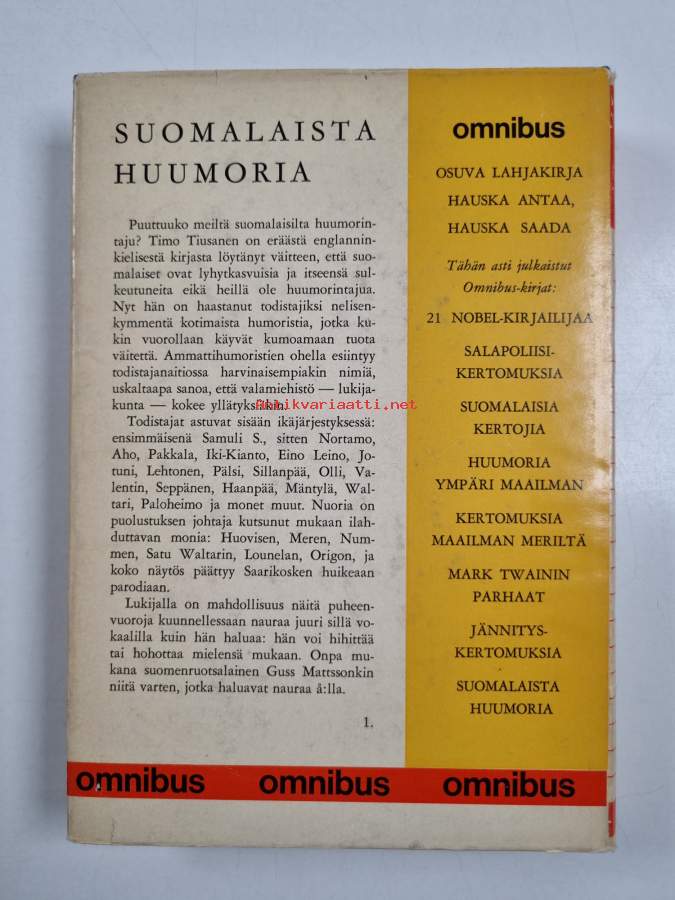 SUOMALAISTA
HUUMORIA
Puuttuuko meiltä suomalaisilta huumorin-
taju? Timo Tiusanen on eräästä englannin-
kielisestä kirjasta löytänyt väitteen, että suo-
malaiset ovat lyhytkasvuisia ja itseensä sul-
keutuneita eikä heillä ole huumorintajua.
Nyt hän on haastanut todistajiksi nelisen-
kymmentä kotimaista humoristia, jotka ku-
kin vuorollaan käyvät kumoamaan tuota
väitettä. Ammattihumoristien ohella esiintyy
todistajanaitiossa harvinaisempiakin nimiä,
uskaltaapa sanoa, että valamiehistö — lukija-
kunta — kokee yllätyksiäkin.
Antikvariaatti.net
Todistajat astuvat sisään ikäjärjestyksessä:
ensimmäisenä Samuli S., sitten Nortamo,
Aho, Pakkala, Iki-Kianto, Eino Leino, Jo-
tuni, Lehtonen, Pälsi, Sillanpää, Olli, Va-
lentin, Seppänen, Haanpää, Mäntylä, Wal-
tari, Paloheimo ja monet muut. Nuoria on
puolustuksen johtaja kutsunut mukaan ilah-
duttavan monia: Huovisen, Meren, Num-
men, Satu Waltarin, Lounelan, Origon, ja
koko näytös päättyy Saarikosken huikeaan
parodiaan.
Lukijalla on mahdollisuus näitä puheen-
vuoroja kuunnellessaan nauraa juuri sillä vo-
kaalilla kuin hän haluaa: hän voi hihittää
tai hohottaa mielensä mukaan. Onpa mu-
kana suomenruotsalainen Guss Mattssonkin
niitä varten, jotka haluavat nauraa å:lla.
1.
omnibus
OSUVA LAHJAKIRJA
HAUSKA ANTAA,
HAUSKA SAADA
Tähän asti julkaistut
Omnibus-kirjat:
21 NOBEL-KIRJAILIJAA
SALAPOLIISI-
KERTOMUKSIA
SUOMALAISIA
KERTOJIA
HUUMORIA
YMPÄRI MAAILMAN
KERTOMUKSIA
MAAILMAN MERILTÄ
MARK TWAININ
PARHAAT
JÄNNITYS-
KERTOMUKSIA
SUOMALAISTA
HUUMORIA
omnibus omnibus omnibus